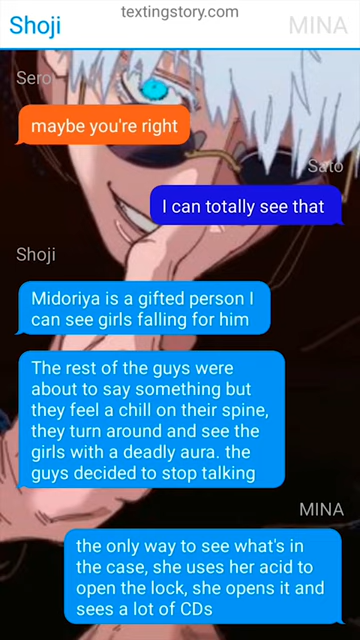 textingstory.com
Shoji
MINA
Sero
maybe you're right
Sato
I can totally see that
Shoji
Midoriya is a gifted person I
can see girls falling for him
The rest of the guys were
about to say something but
they feel a chill on their spine,
they turn around and see the
girls with a deadly aura. the
guys decided to stop talking
MINA
the only way to see what's in
the case, she uses her acid to
open the lock, she opens it and
sees a lot of CDs